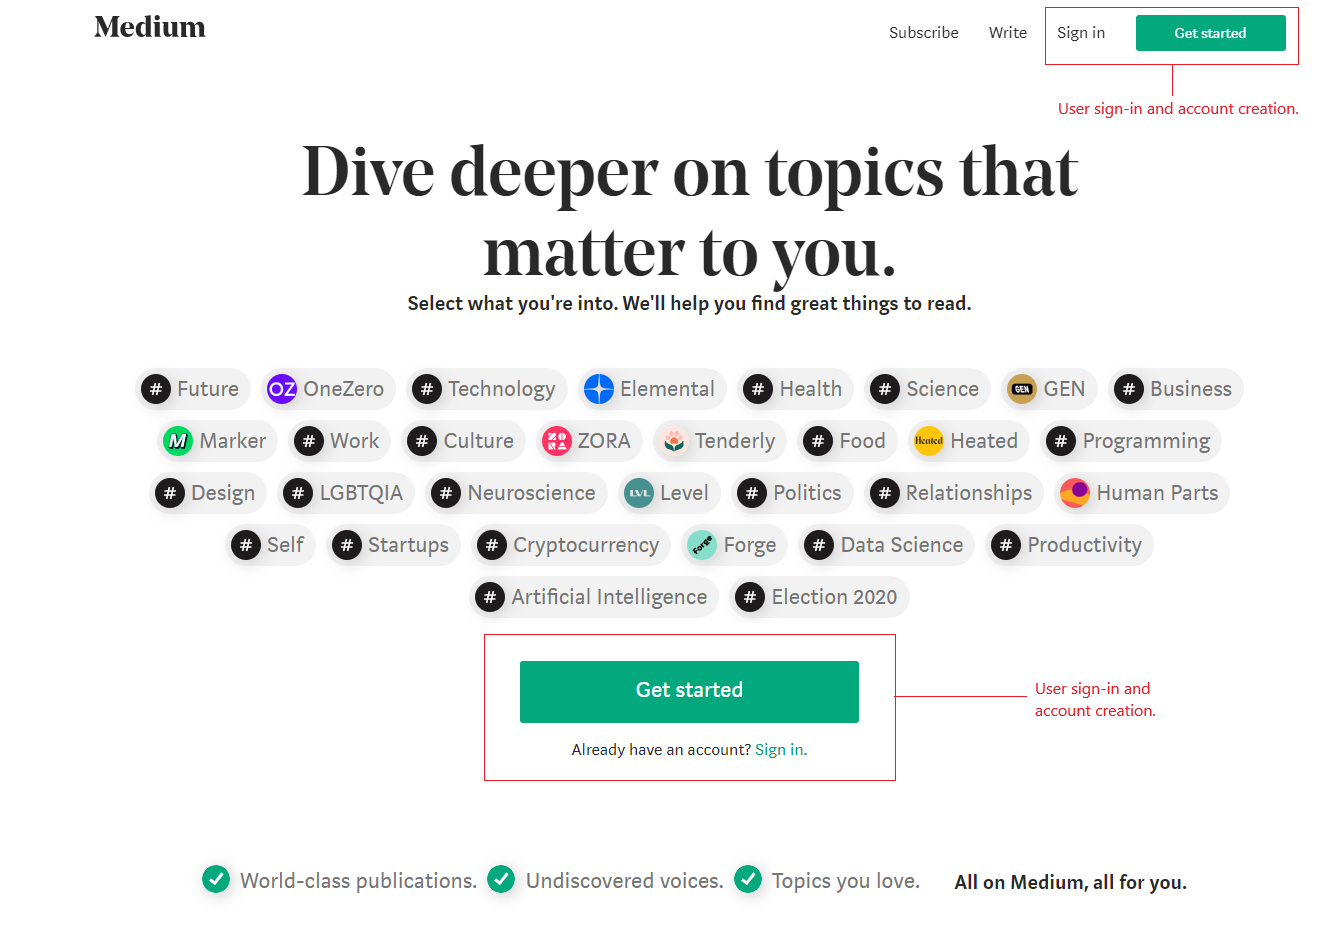 Medium
Subscribe Write Sign in Get started
User sign-in and account creation.
Dive deeper on topics that
matter to you.
Select what you're into. We'll help you find great things to read.
# Future OZ OneZero # Technology Elemental # Health # Science GEN GEN # Business
M Marker # Work # Culture ZORA ZORA Tenderly # Food Heated Heated # Programming
# Design # LGBTQIA # Neuroscience LVL Level # Politics # Relationships Human Parts
# Self # Startups # Cryptocurrency Forge Forge # Data Science # Productivity
# Artificial Intelligence # Election 2020
Get started
Already have an account? Sign in.
User sign-in and
account creation.
World-class publications. Undiscovered voices. Topics you love. All on Medium, all for you.